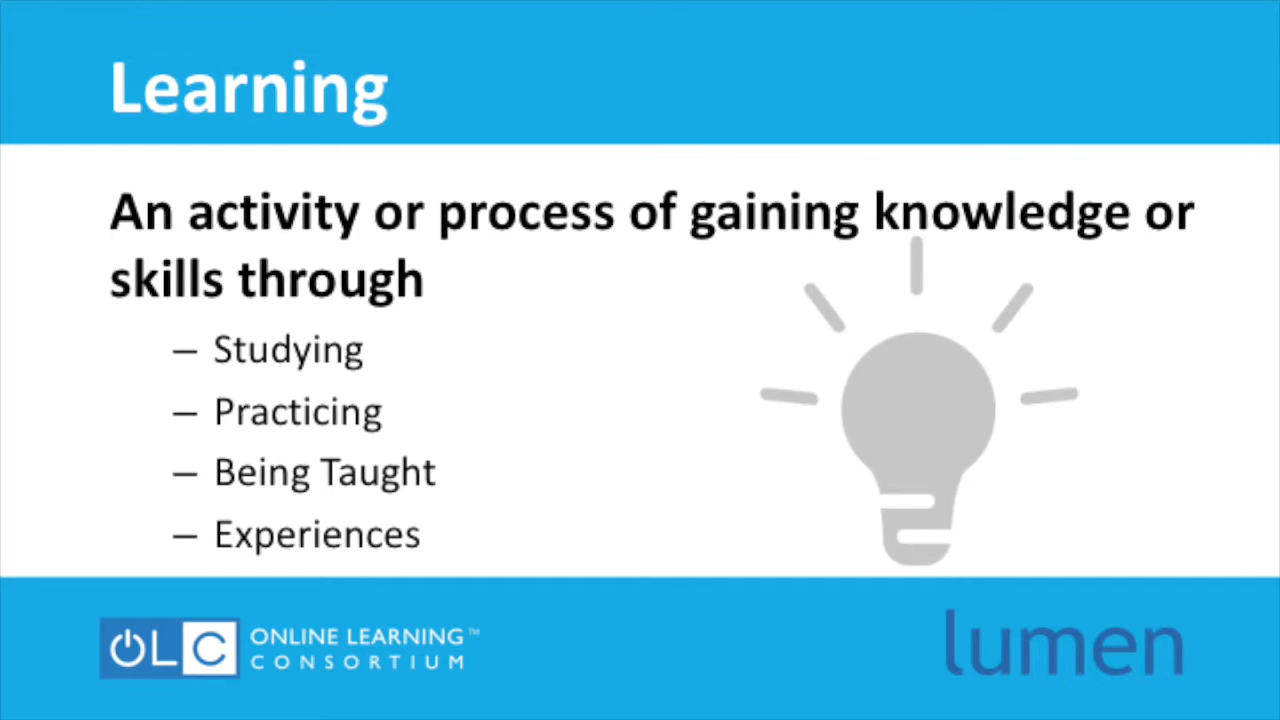 Learning
An activity or process of gaining knowledge or
skills through
– Studying
– Practicing
– Being Taught
– Experiences
OLC ONLINE LEARNING™
CONSORTIUM
lumen